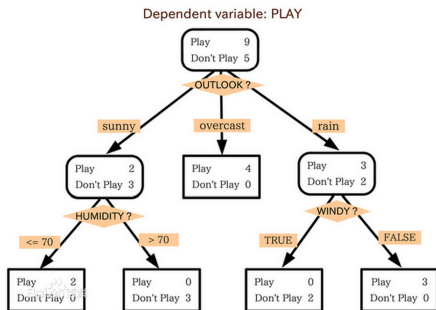 Dependent variable: PLAY
Play 9
Don't Play 5
OUTLOOK ?
sunny
overcast
rain
Play 2
Don't Play 3
Play 4
Don't Play 0
Play 3
Don't Play 2
HUMIDITY ?
WINDY ?
<= 70
> 70
TRUE
FALSE
Play 2
Don't Play 0
Play 0
Don't Play 3
Play 0
Don't Play 2
Play 3
Don't Play 0